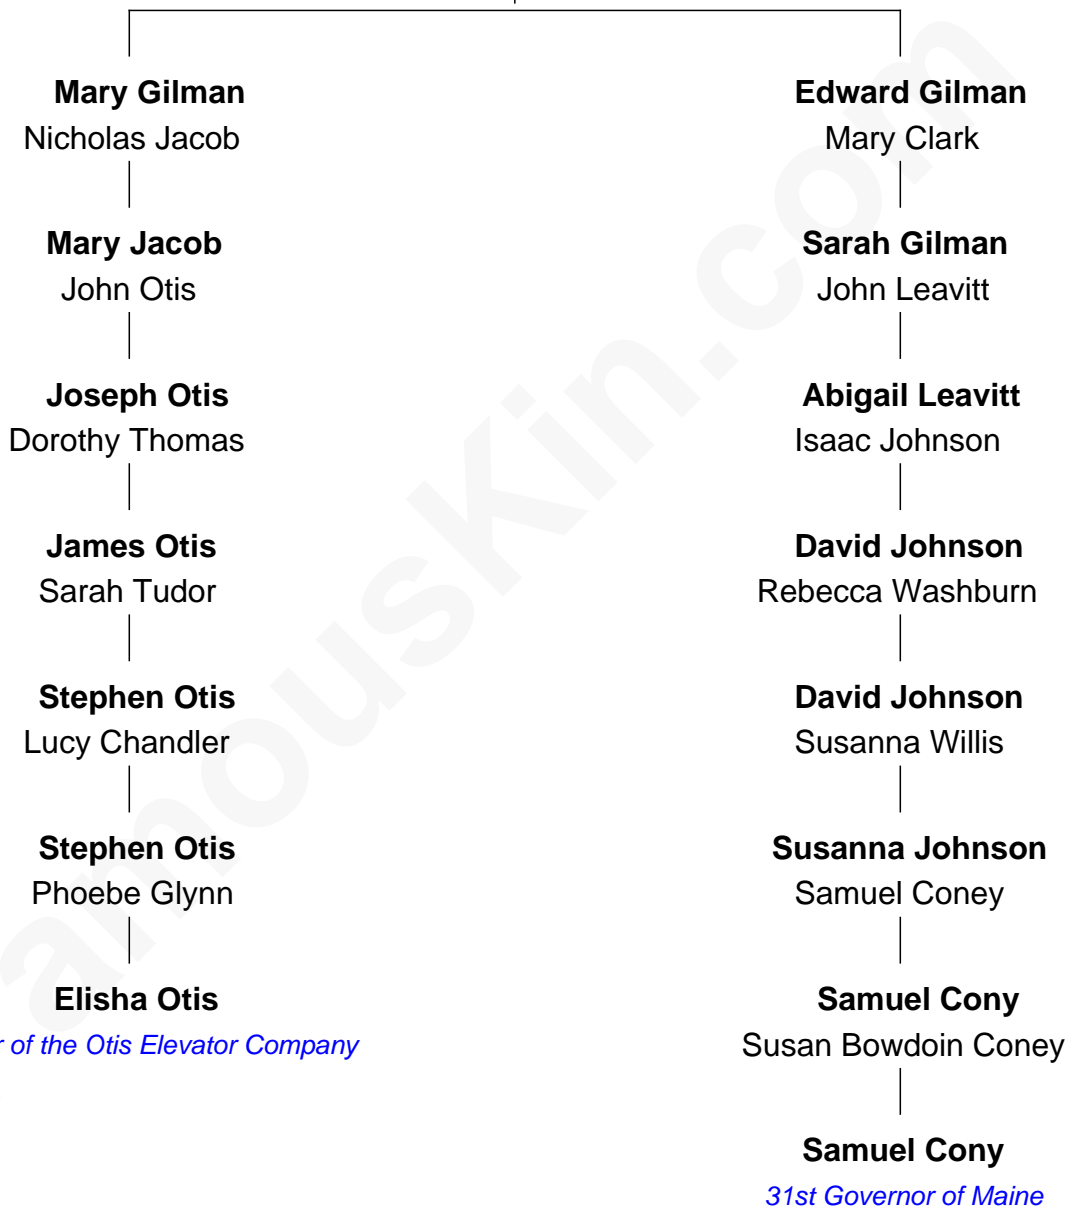 Mary Gilman
Nicholas Jacob
Mary Jacob
John Otis
Joseph Otis
Dorothy Thomas
James Otis
Sarah Tudor
Stephen Otis
Lucy Chandler
Stephen Otis
Phoebe Glynn
Elisha Otis
of the Otis Elevator Company
Edward Gilman
Mary Clark
Sarah Gilman
John Leavitt
Abigail Leavitt
Isaac Johnson
David Johnson
Rebecca Washburn
David Johnson
Susanna Willis
Susanna Johnson
Samuel Coney
Samuel Cony
Susan Bowdoin Coney
Samuel Cony
31st Governor of Maine
amouskin.com